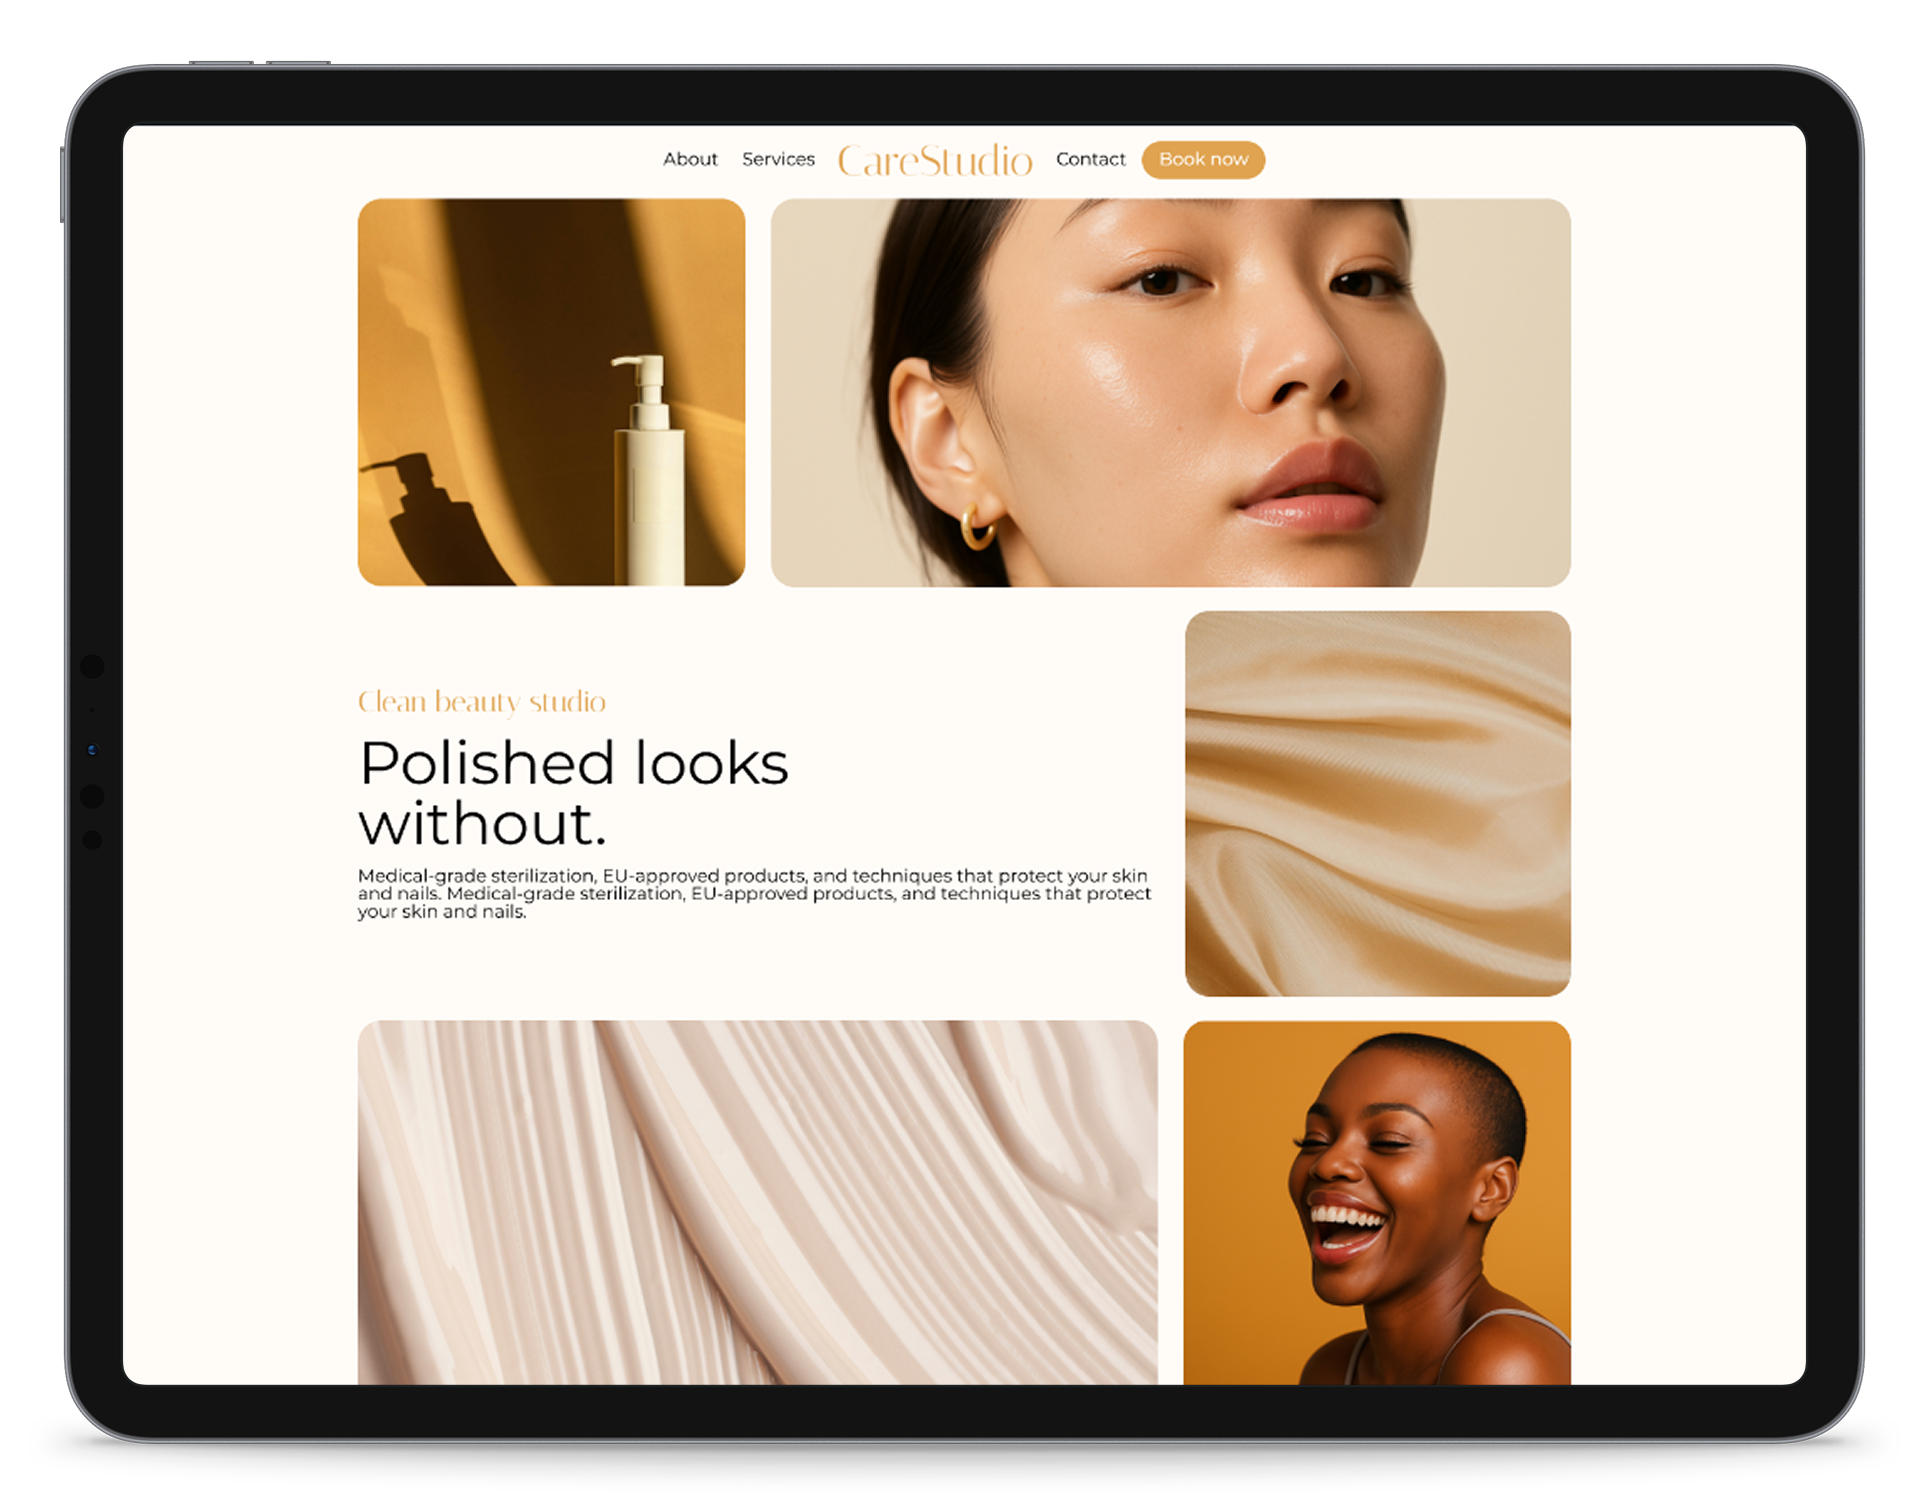 About Services CareStudio Contact Book now
Clean beauty studio
Polished looks
without.
Medical-grade sterilization, EU-approved products, and techniques that protect your skin
and nails. Medical-grade sterilization, EU-approved products, and techniques that protect
your skin and nails.